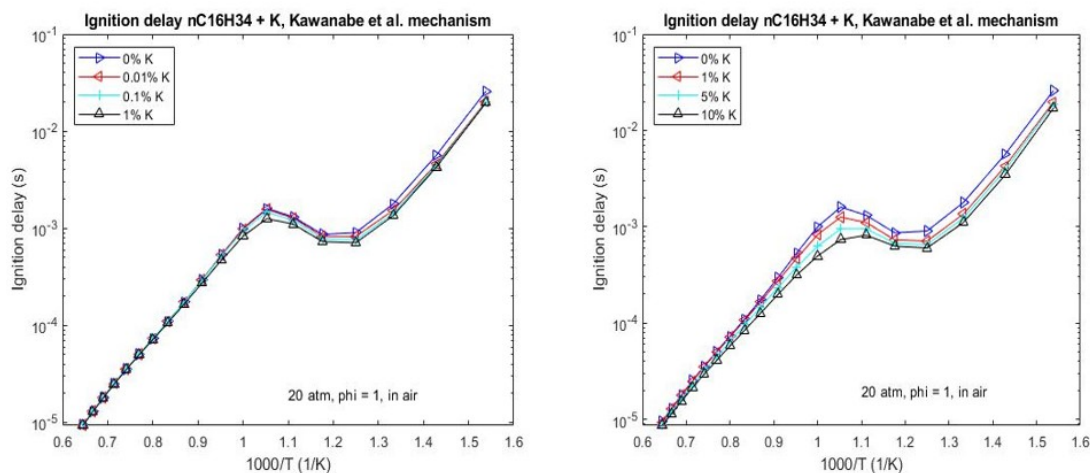 Ignition delay nC16H34 + K, Kawanabe et al. mechanism
10^-1
10^-2
10^-3
10^-4
10^-5
Ignition delay (s)
0% K
0.01% K
0.1% K
1% K
20 atm, phi = 1, in air
0.6 0.7 0.8 0.9 1 1.1 1.2 1.3 1.4 1.5 1.6
1000/T (1/K)
Ignition delay nC16H34 + K, Kawanabe et al. mechanism
10^-1
10^-2
10^-3
10^-4
10^-5
Ignition delay (s)
0% K
1% K
5% K
10% K
20 atm, phi = 1, in air
0.6 0.7 0.8 0.9 1 1.1 1.2 1.3 1.4 1.5 1.6
1000/T (1/K)